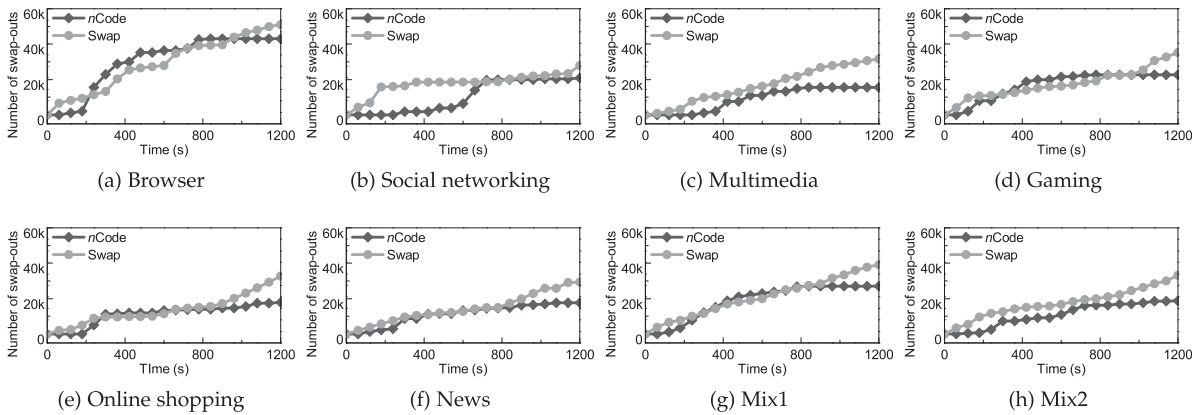 60k
40k
20k
0
Number of swap-outs
nCode
Swap
0 400 800 1200
Time (s)
(a) Browser
60k
40k
20k
0
Number of swap-outs
nCode
Swap
0 400 800 1200
Time (s)
(b) Social networking
60k
40k
20k
0
Number of swap-outs
nCode
Swap
0 400 800 1200
Time (s)
(c) Multimedia
60k
40k
20k
0
Number of swap-outs
nCode
Swap
0 400 800 1200
Time (s)
(d) Gaming
60k
40k
20k
0
Number of swap-outs
nCode
Swap
0 400 800 1200
TIme (s)
(e) Online shopping
60k
40k
20k
0
Number of swap-outs
nCode
Swap
0 400 800 1200
Time (s)
(f) News
60k
40k
20k
0
Number of swap-outs
nCode
Swap
0 400 800 1200
Time (s)
(g) Mix1
60k
40k
20k
0
Number of swap-outs
nCode
Swap
0 400 800 1200
Time (s)
(h) Mix2